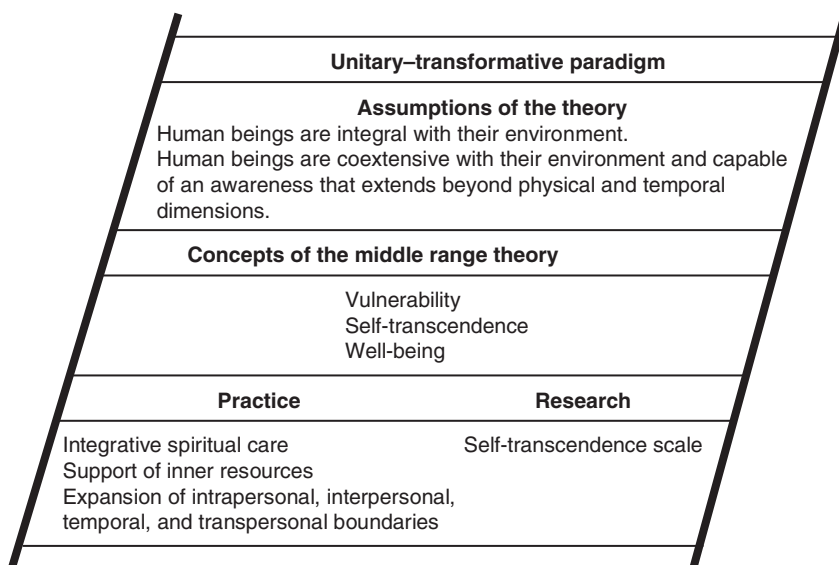 Unitary–transformative paradigm
Assumptions of the theory
Human beings are integral with their environment.
Human beings are coextensive with their environment and capable
of an awareness that extends beyond physical and temporal
dimensions.
Concepts of the middle range theory
Vulnerability
Self-transcendence
Well-being
Practice
Integrative spiritual care
Support of inner resources
Expansion of intrapersonal, interpersonal,
temporal, and transpersonal boundaries
Research
Self-transcendence scale